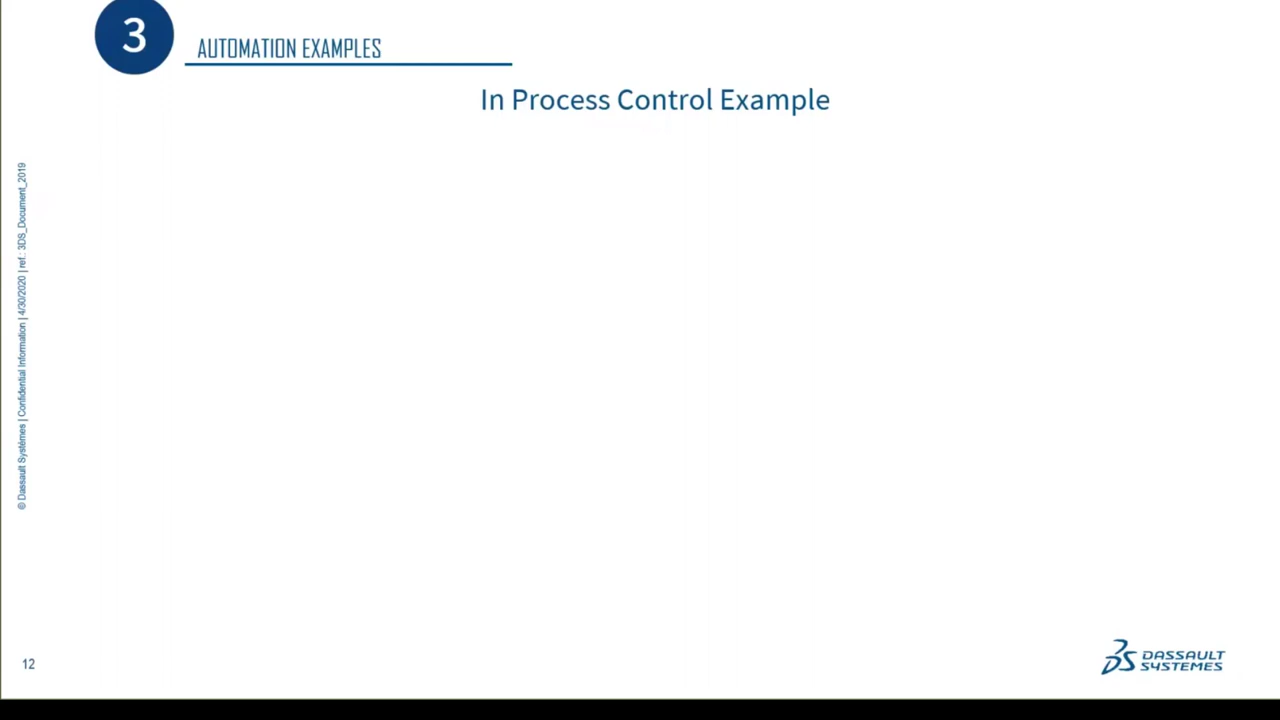 3
AUTOMATION EXAMPLES
In Process Control Example
© Dassault Systèmes | Confidential Information | 4/30/2020 | ref.: 3DS_Document_2019
12
DASSAULT
SYSTEMES